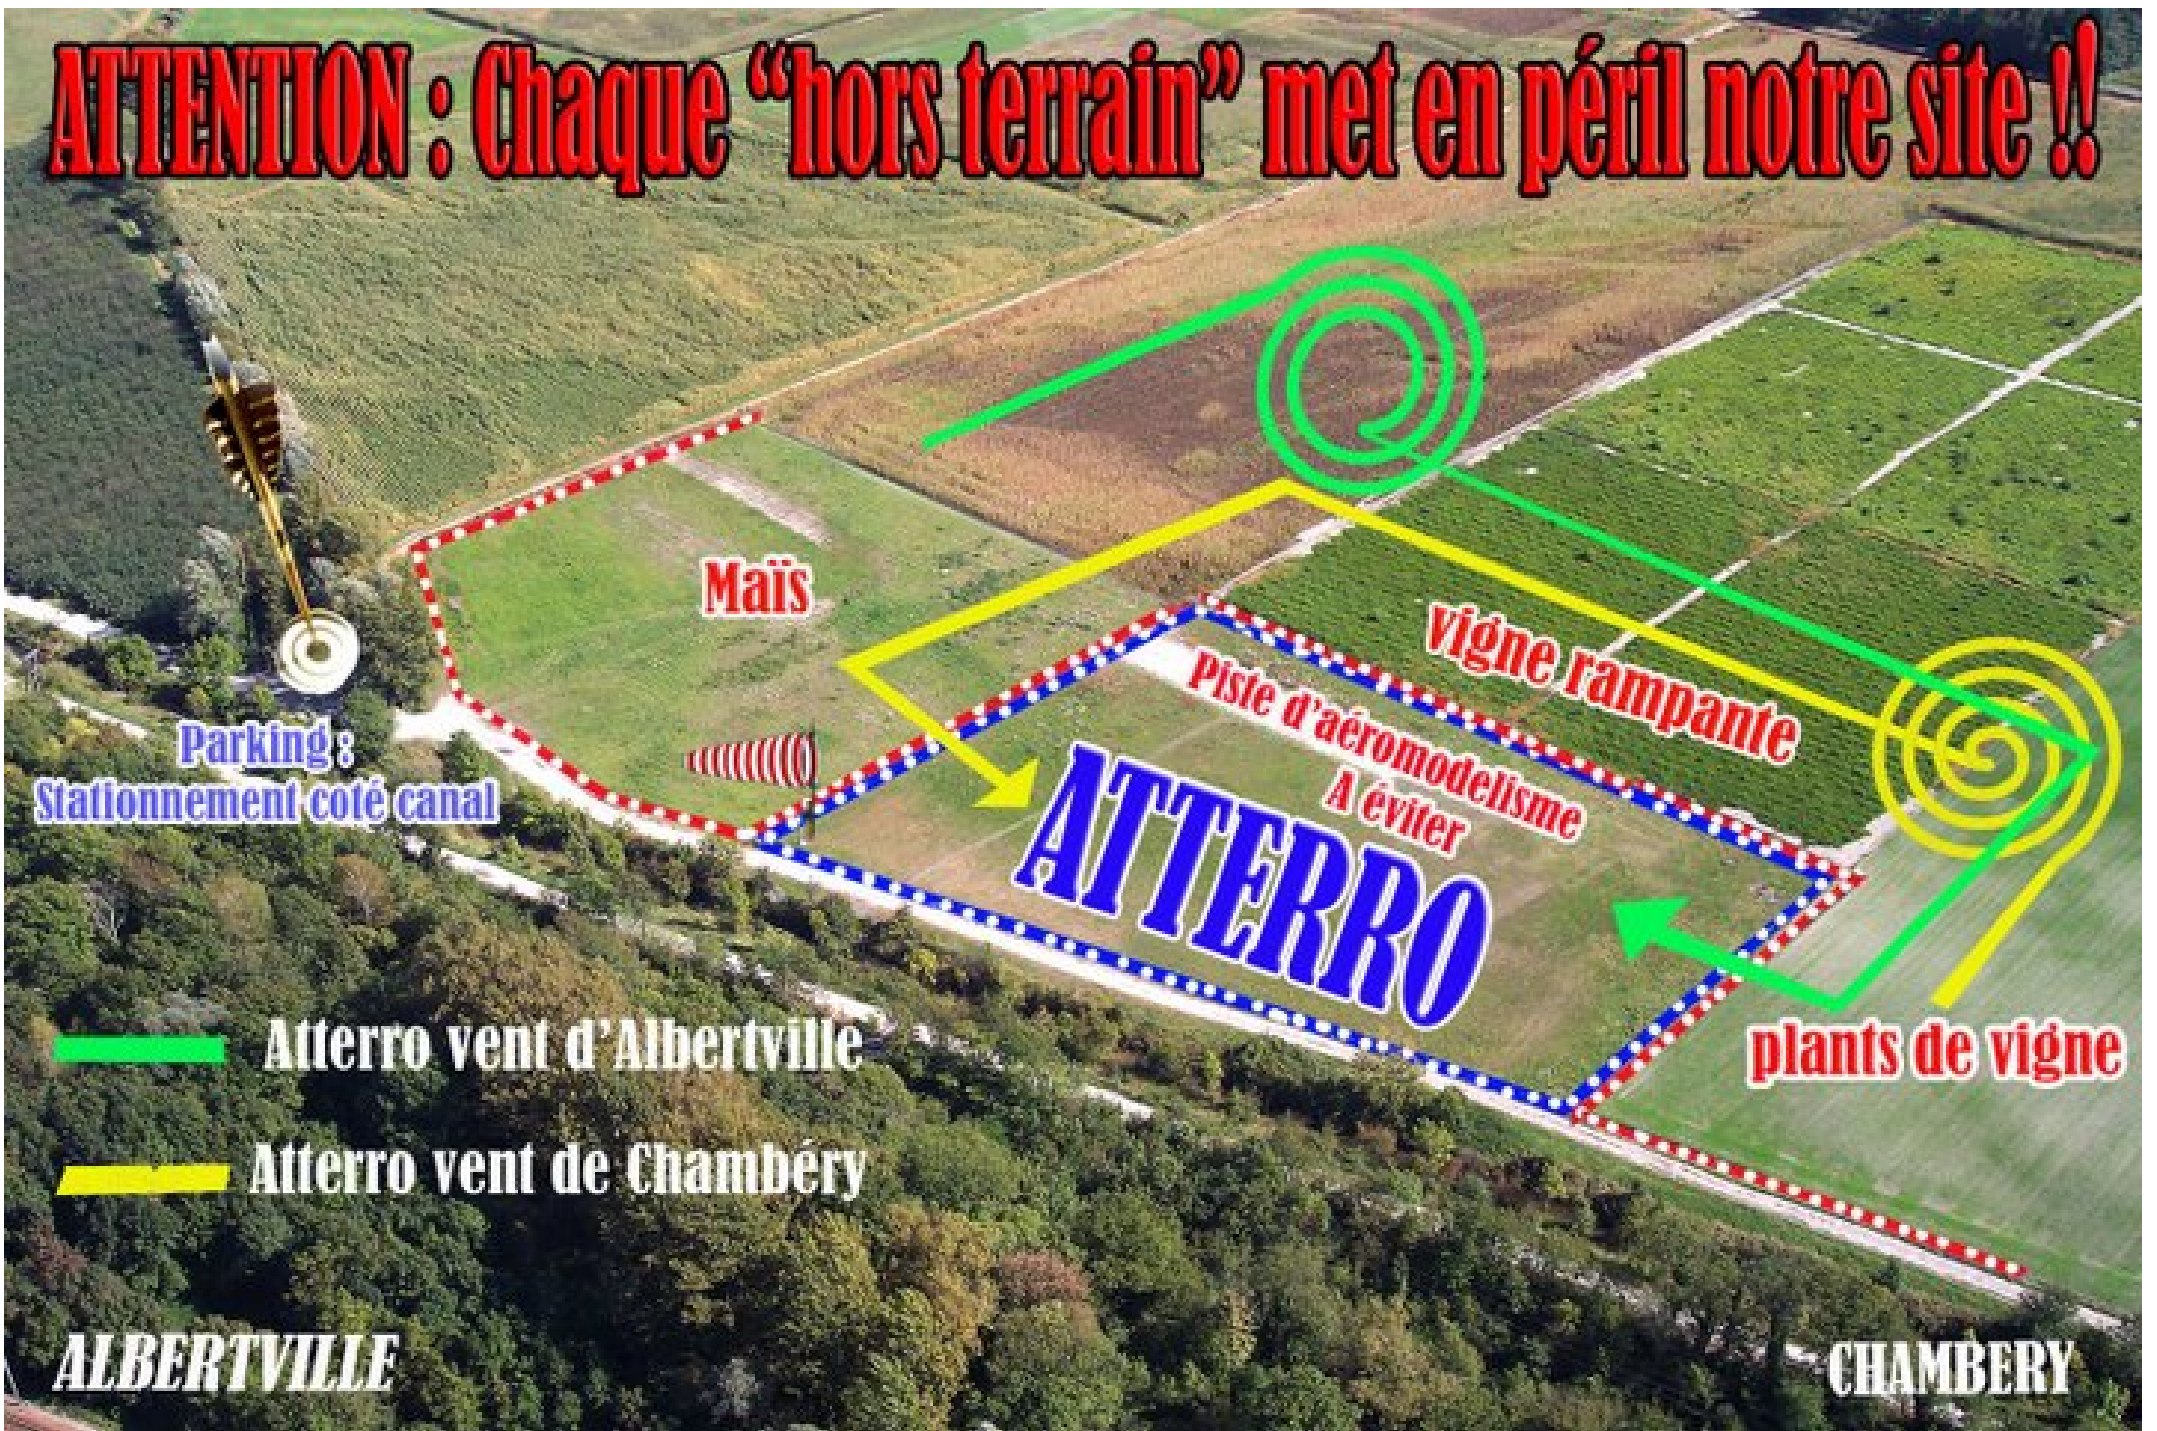 ATTENTION : Chaque “hors terrain” met en péril notre site !!
Maïs
vigne rampante
Piste d'aéromodelisme
A éviter
Parking :
Stationnement coté canal
ATTERRO
plants de vigne
Atterro vent d'Albertville
Atterro vent de Chambéry
ALBERTVILLE
CHAMBERY